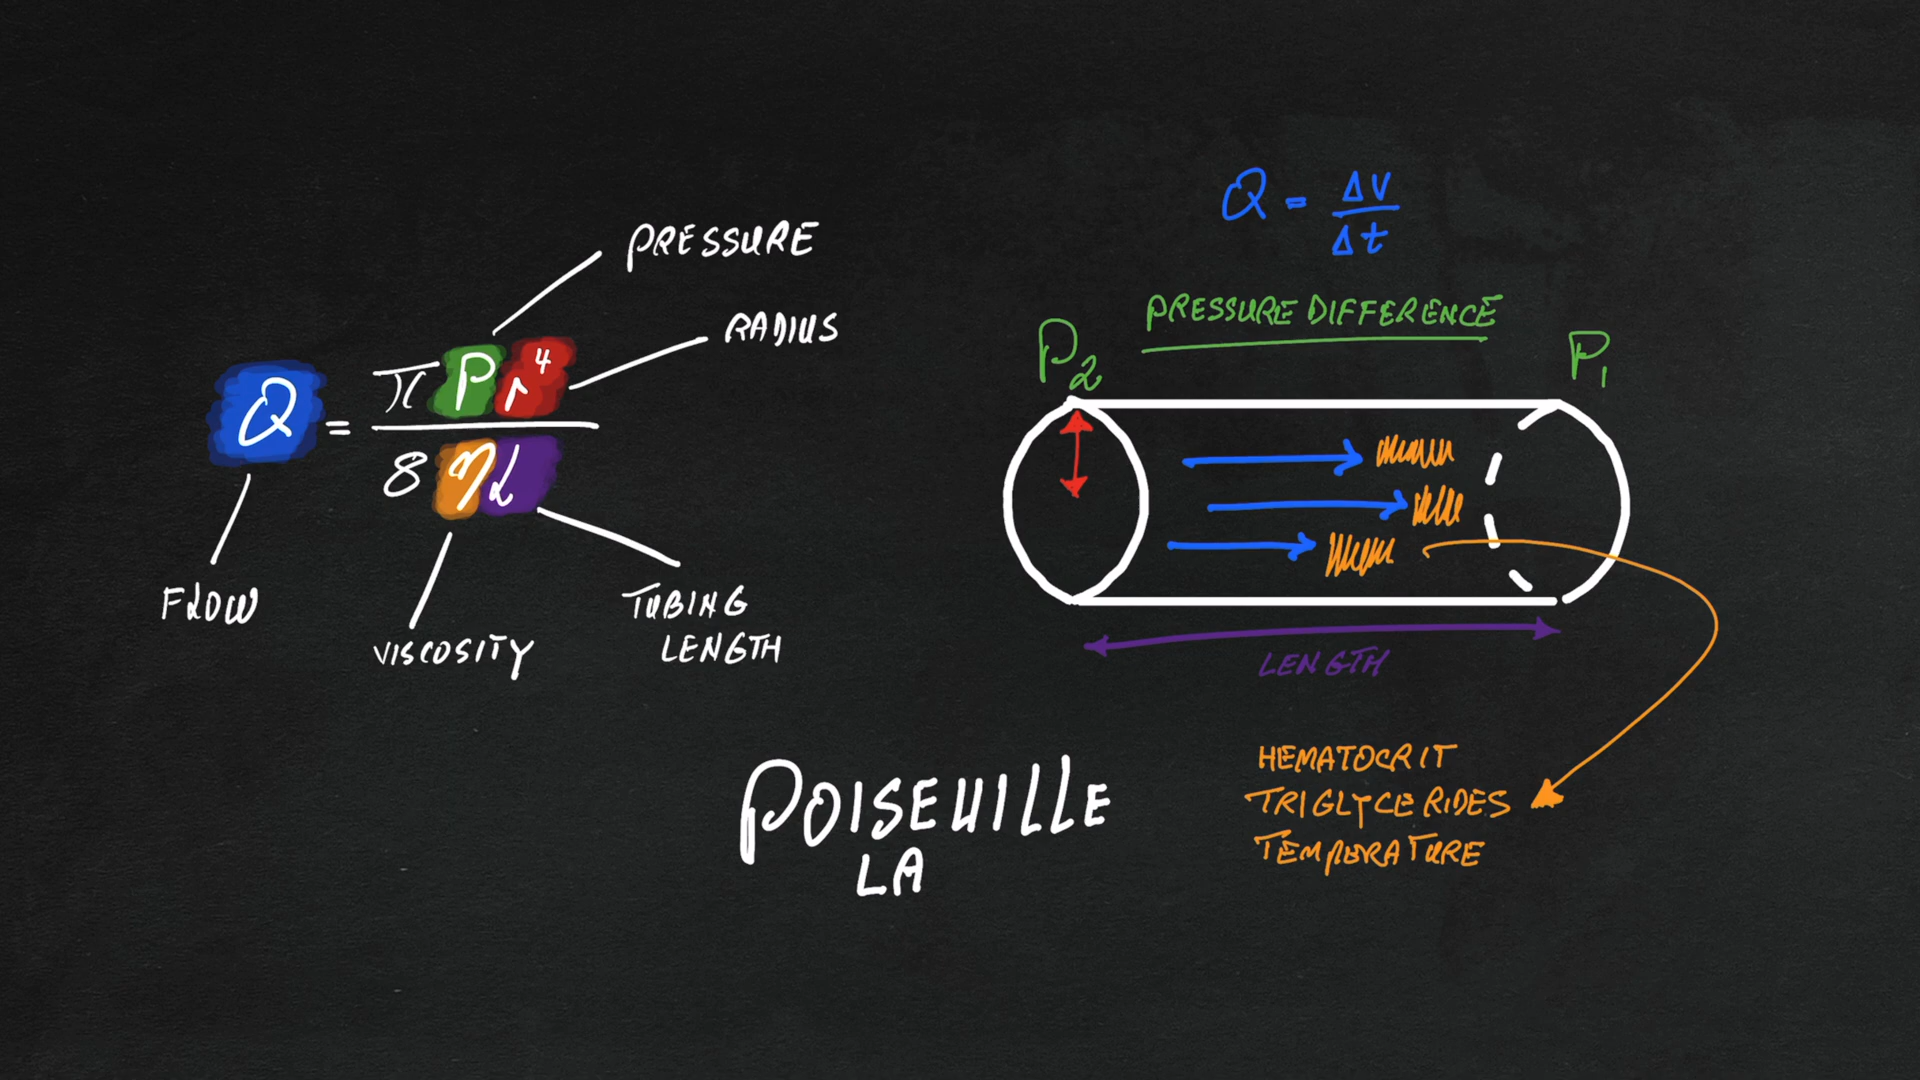 PRESSURE
RADIUS
Q = πPr⁴ / 8ηL
FLOW
VISCOSITY
TUBING
LENGTH
Q = ΔV / Δt
PRESSURE DIFFERENCE
P₂
P₁
LENGTH
HEMATOCRIT
TRIGLYCERIDES
TEMPERATURE
POISEUILLE
LA